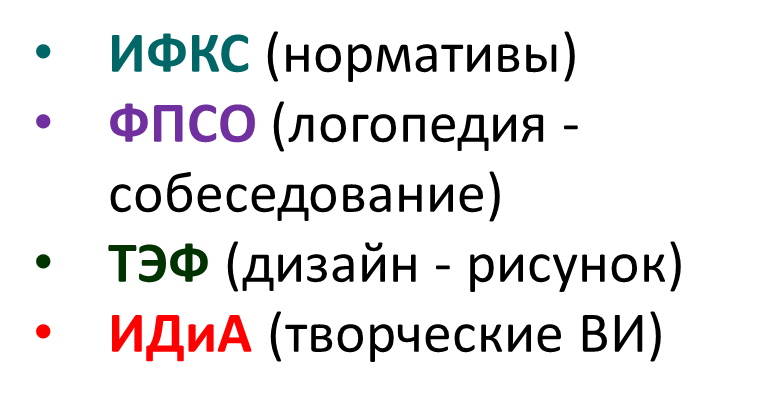 • ИФКС (нормативы)
• ФПСО (логопедия -
собеседование)
• ТЭФ (дизайн - рисунок)
• ИДиА (творческие ВИ)